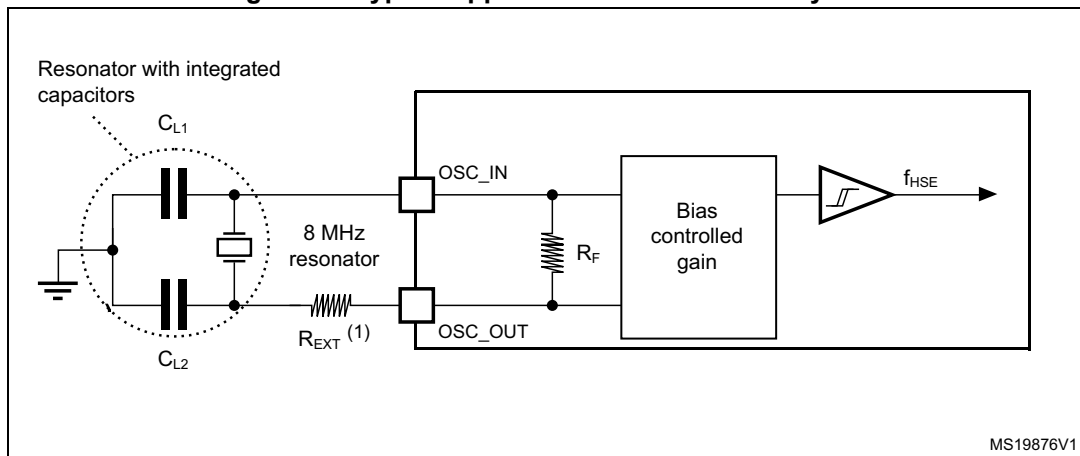 Resonator with integrated
capacitors
C_L1
OSC_IN
f_HSE
8 MHz
resonator
R_F
Bias
controlled
gain
R_EXT (1)
OSC_OUT
C_L2
MS19876V1